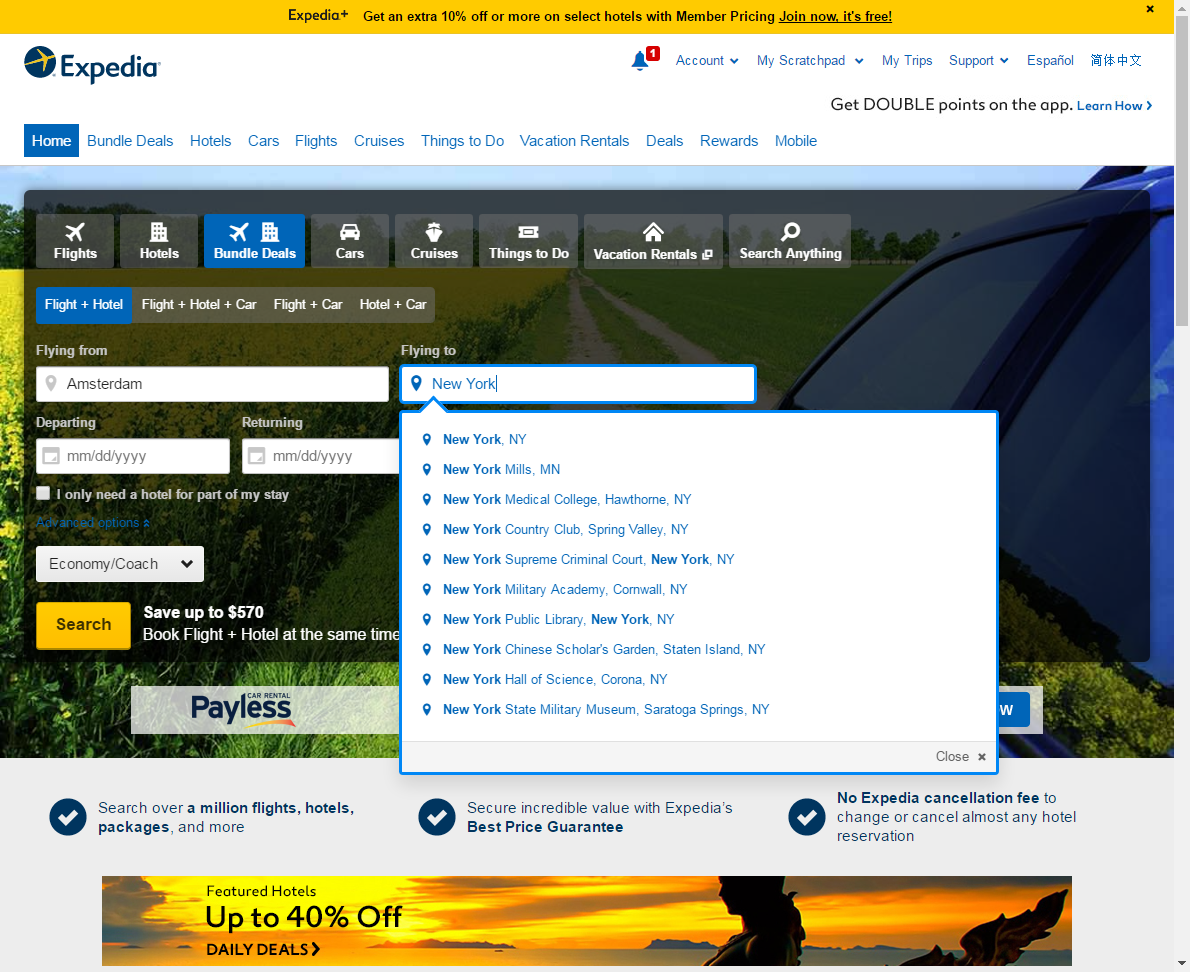 Expedia+ Get an extra 10% off or more on select hotels with Member Pricing Join now, it's free!
Expedia
1
Account My Scratchpad My Trips Support Español 简体中文
Get DOUBLE points on the app. Learn How
Home Bundle Deals Hotels Cars Flights Cruises Things to Do Vacation Rentals Deals Rewards Mobile
Flights Hotels Bundle Deals Cars Cruises Things to Do Vacation Rentals Search Anything
Flight + Hotel Flight + Hotel + Car Flight + Car Hotel + Car
Flying from Flying to
Amsterdam New York
Departing Returning
mm/dd/yyyy mm/dd/yyyy
I only need a hotel for part of my stay
Advanced options
Economy/Coach
Search
Save up to $570
Book Flight + Hotel at the same time
New York, NY
New York Mills, MN
New York Medical College, Hawthorne, NY
New York Country Club, Spring Valley, NY
New York Supreme Criminal Court, New York, NY
New York Military Academy, Cornwall, NY
New York Public Library, New York, NY
New York Chinese Scholar's Garden, Staten Island, NY
New York Hall of Science, Corona, NY
New York State Military Museum, Saratoga Springs, NY
Close
CAR RENTAL
Payless
W
Search over a million flights, hotels,
packages, and more
Secure incredible value with Expedia's
Best Price Guarantee
No Expedia cancellation fee to
change or cancel almost any hotel
reservation
Featured Hotels
Up to 40% Off
DAILY DEALS